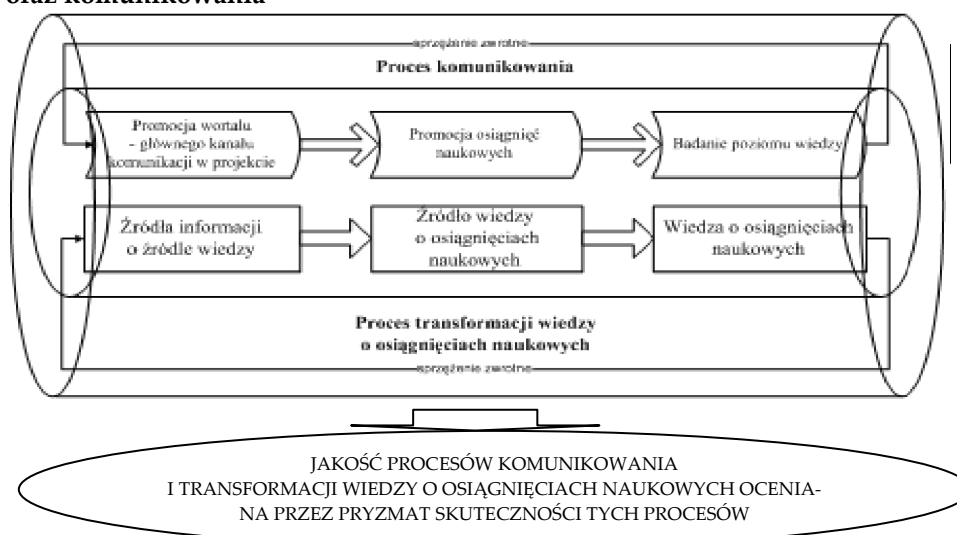 oraz komunikowania
sprzężenie zwrotne
Proces komunikowania
Promocja wortalu
- głównego kanału
komunikacji w projekcie
Promocja osiągnięć
naukowych
Badanie poziomu wiedzy
Źródła informacji
o źródle wiedzy
Źródło wiedzy
o osiągnięciach
naukowych
Wiedza o osiągnięciach
naukowych
Proces transformacji wiedzy
o osiągnięciach naukowych
sprzężenie zwrotne
JAKOŚĆ PROCESÓW KOMUNIKOWANIA
I TRANSFORMACJI WIEDZY O OSIĄGNIĘCIACH NAUKOWYCH OCENIA-
NA PRZEZ PRYZMAT SKUTECZNOŚCI TYCH PROCESÓW